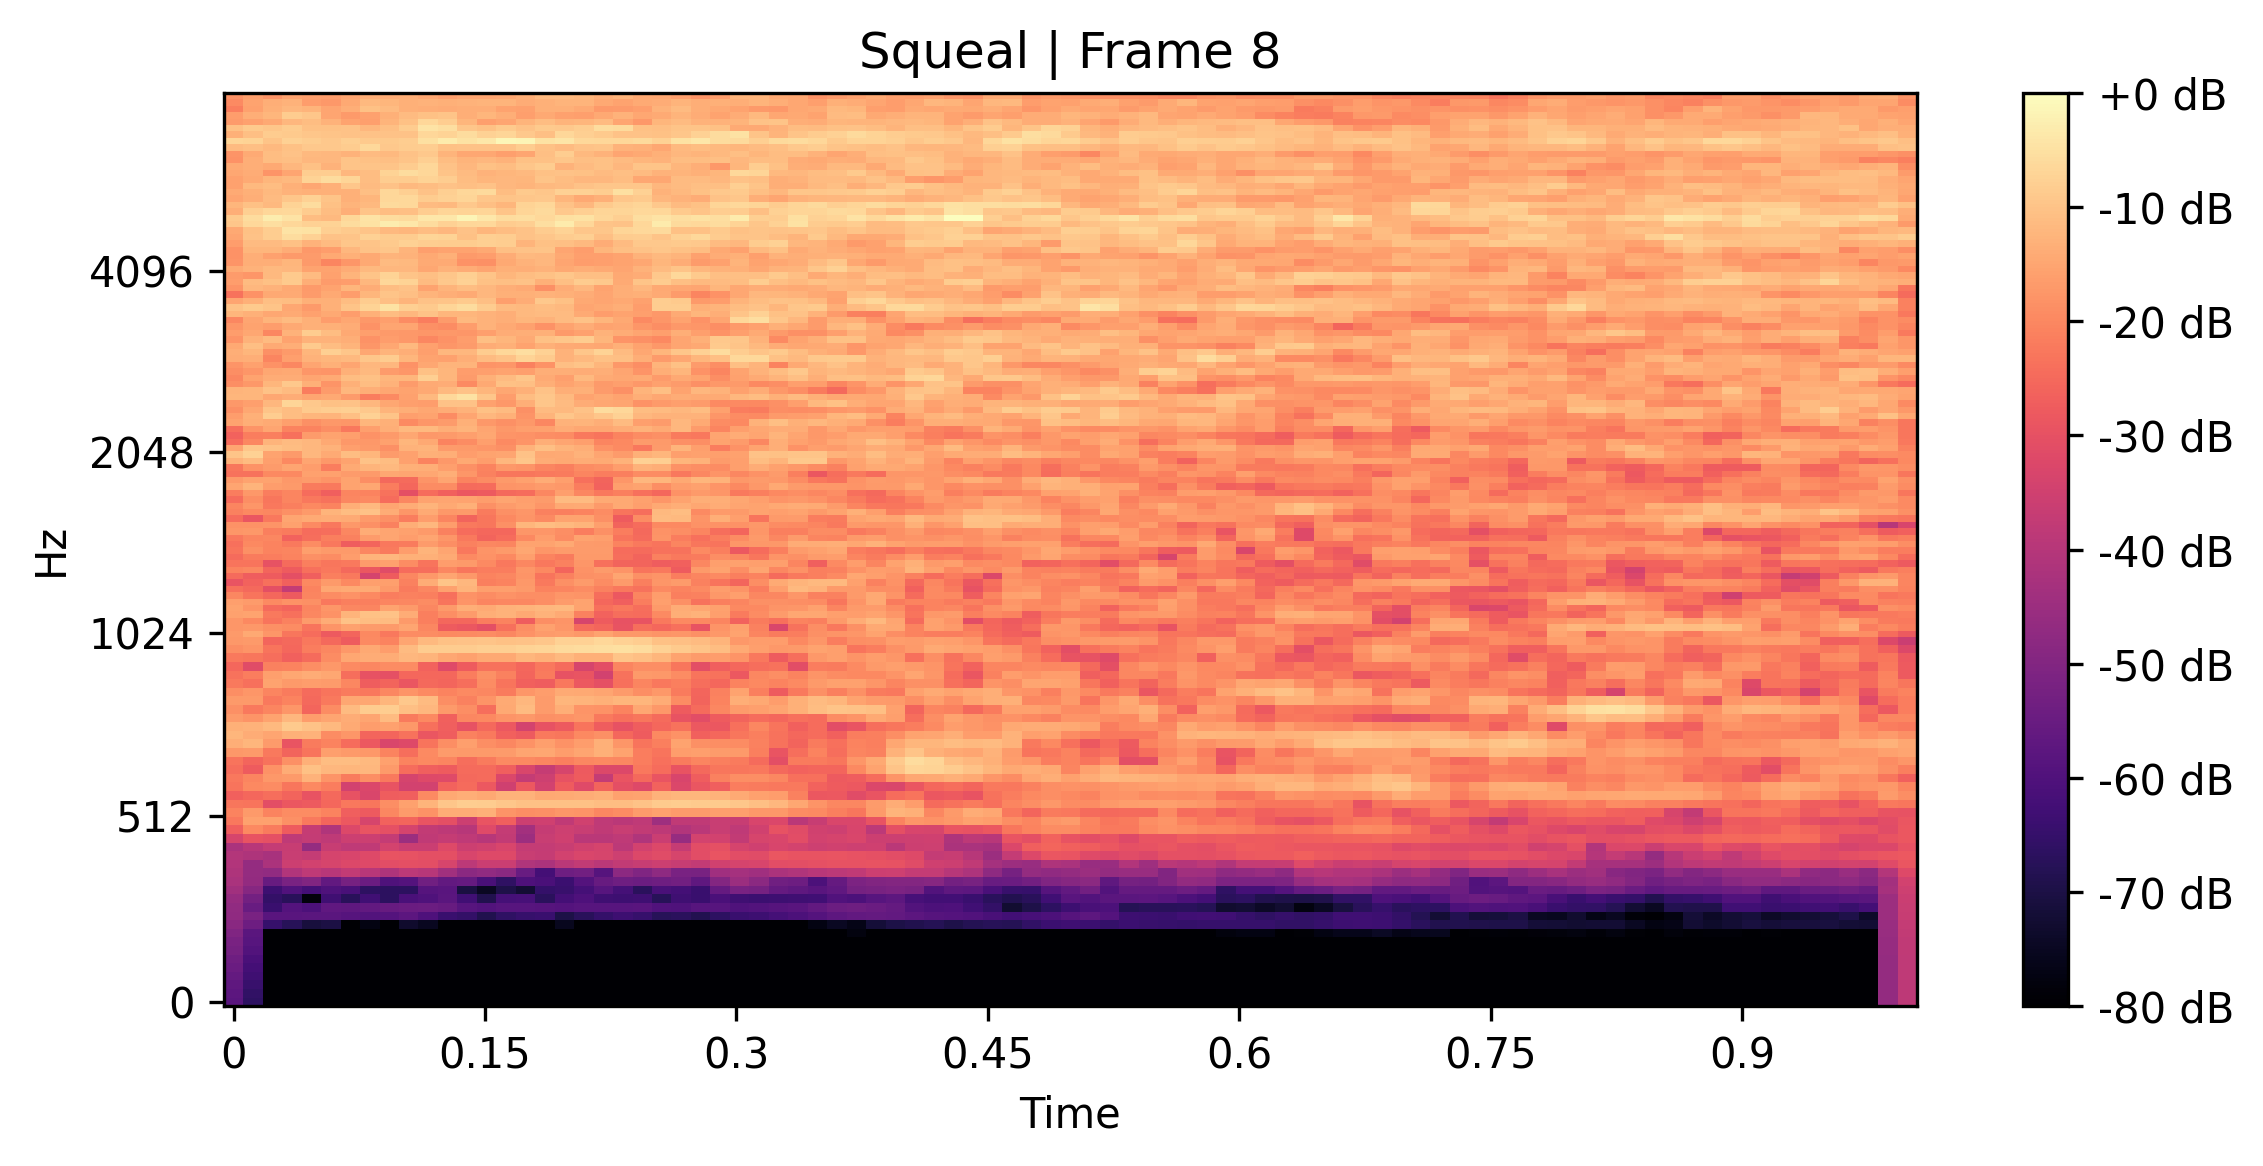 Squeal | Frame 8
+0 dB
-10 dB
-20 dB
-30 dB
-40 dB
-50 dB
-60 dB
-70 dB
-80 dB
Hz
4096
2048
1024
512
0
0 0.15 0.3 0.45 0.6 0.75 0.9
Time